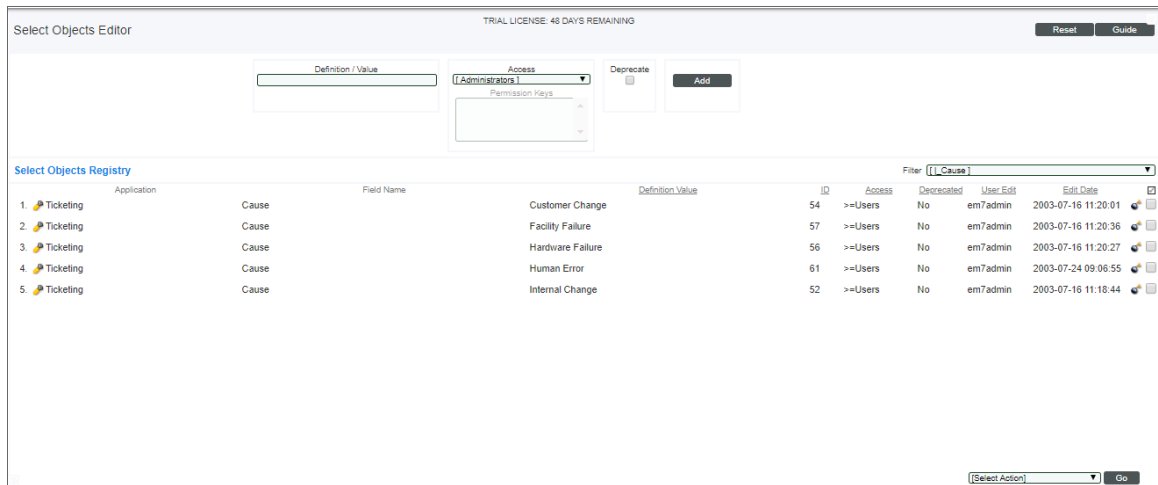 TRIAL LICENSE: 48 DAYS REMAINING
Select Objects Editor Reset Guide
Definition / Value Access Deprecate
[ Administrators ] Add
Permission Keys
Select Objects Registry Filter [ [_Cause ]
Application Field Name Definition Value ID Access Deprecated User Edit Edit Date
1. Ticketing Cause Customer Change 54 >=Users No em7admin 2003-07-16 11:20:01
2. Ticketing Cause Facility Failure 57 >=Users No em7admin 2003-07-16 11:20:36
3. Ticketing Cause Hardware Failure 56 >=Users No em7admin 2003-07-16 11:20:27
4. Ticketing Cause Human Error 61 >=Users No em7admin 2003-07-24 09:06:55
5. Ticketing Cause Internal Change 52 >=Users No em7admin 2003-07-16 11:18:44
[Select Action] Go